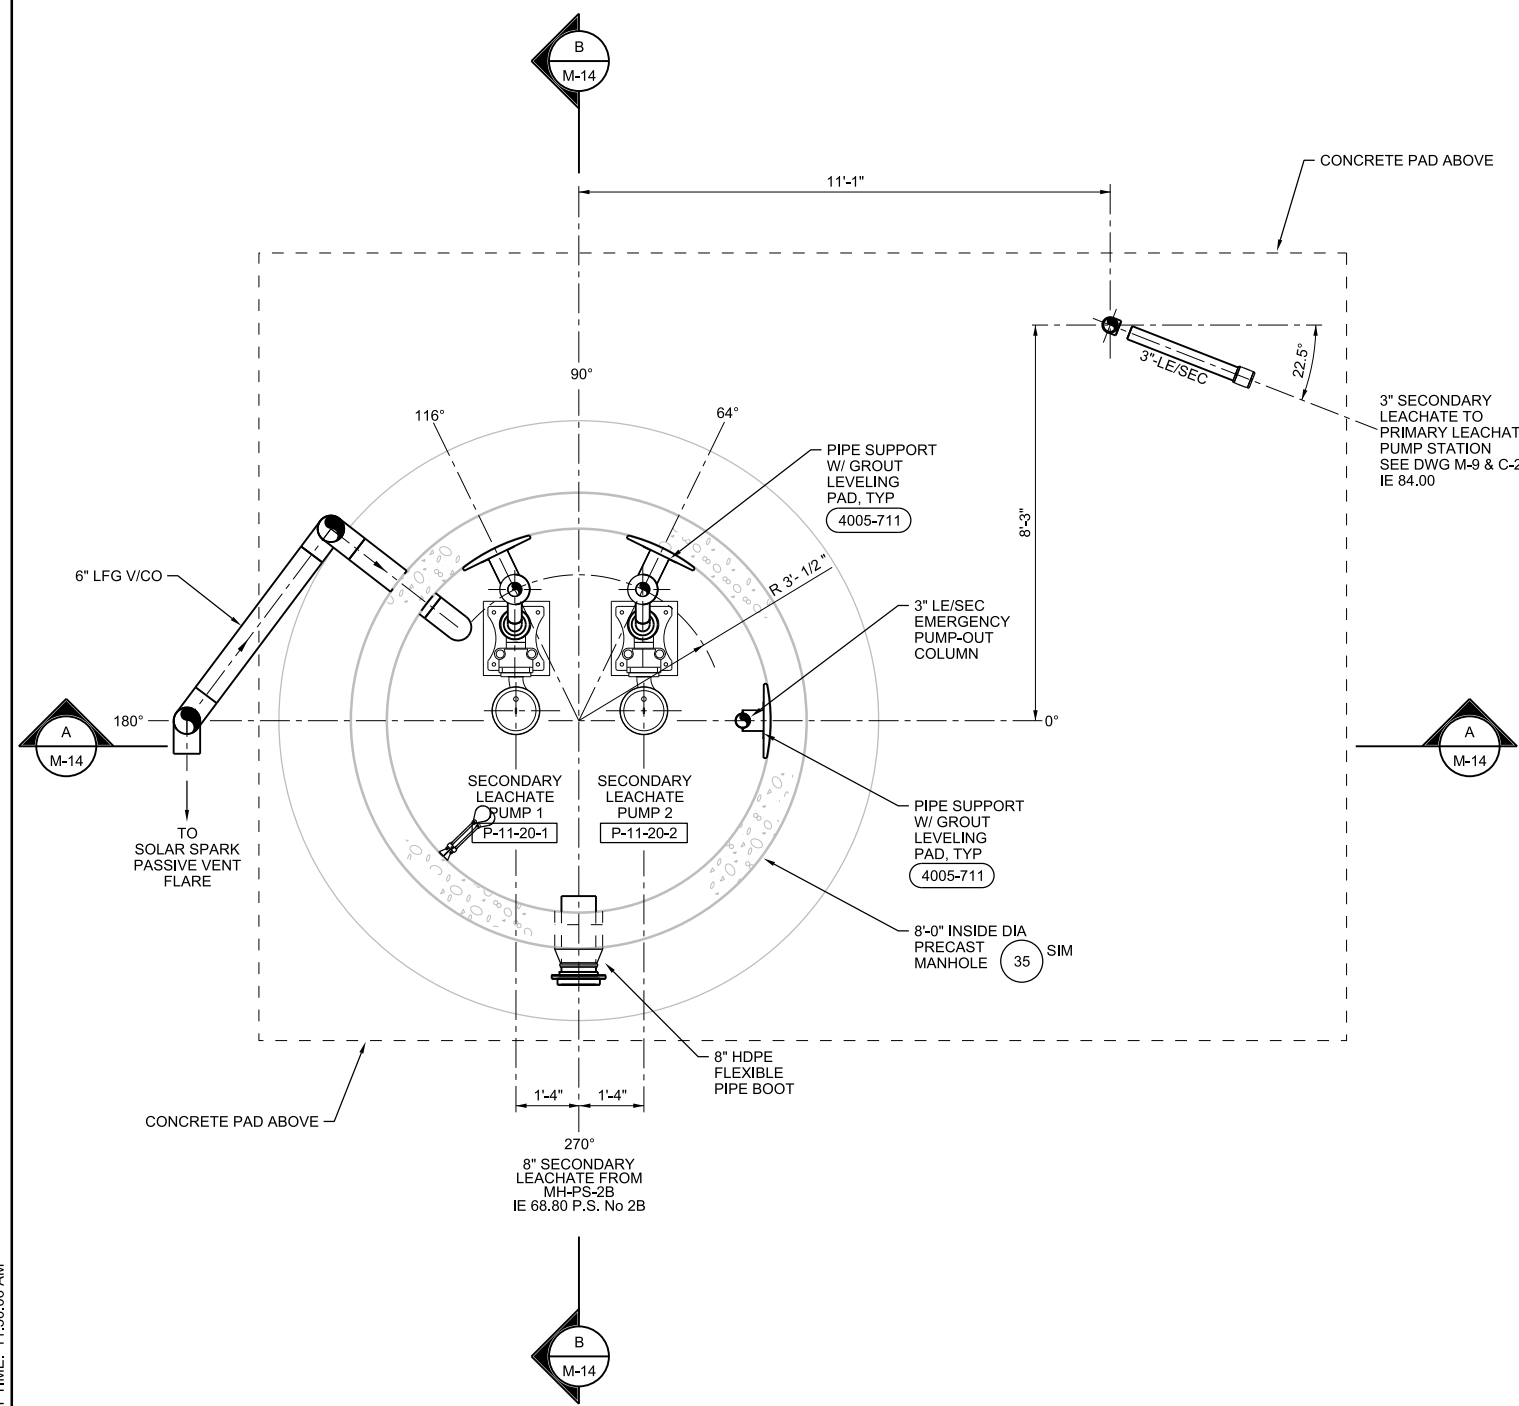 B
M-14
CONCRETE PAD ABOVE
11'-1"
3"-LE/SEC
22.5°
3" SECONDARY
LEACHATE TO
PRIMARY LEACHAT
PUMP STATION
SEE DWG M-9 & C-2
IE 84.00
90°
116°
64°
PIPE SUPPORT
W/ GROUT
LEVELING
PAD, TYP
4005-711
8'-3"
6" LFG V/CO
R 3'- 1/2 "
3" LE/SEC
EMERGENCY
PUMP-OUT
COLUMN
180°
0°
A
M-14
A
M-14
SECONDARY
LEACHATE
PUMP 1
P-11-20-1
SECONDARY
LEACHATE
PUMP 2
P-11-20-2
TO
SOLAR SPARK
PASSIVE VENT
FLARE
PIPE SUPPORT
W/ GROUT
LEVELING
PAD, TYP
4005-711
8'-0" INSIDE DIA
PRECAST
MANHOLE
35
SIM
8" HDPE
FLEXIBLE
PIPE BOOT
1'-4"
1'-4"
CONCRETE PAD ABOVE
270°
8" SECONDARY
LEACHATE FROM
MH-PS-2B
IE 68.80 P.S. No 2B
B
M-14